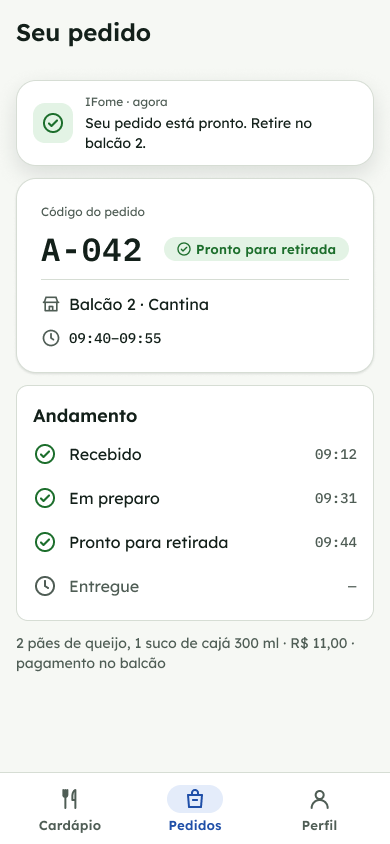 Seu pedido
IFome · agora
Seu pedido está pronto. Retire no
balcão 2.
Código do pedido
A-042
Pronto para retirada
Balcão 2 · Cantina
09:40–09:55
Andamento
Recebido 09:12
Em preparo 09:31
Pronto para retirada 09:44
Entregue –
2 pães de queijo, 1 suco de cajá 300 ml · R$ 11,00 ·
pagamento no balcão
Cardápio Pedidos Perfil